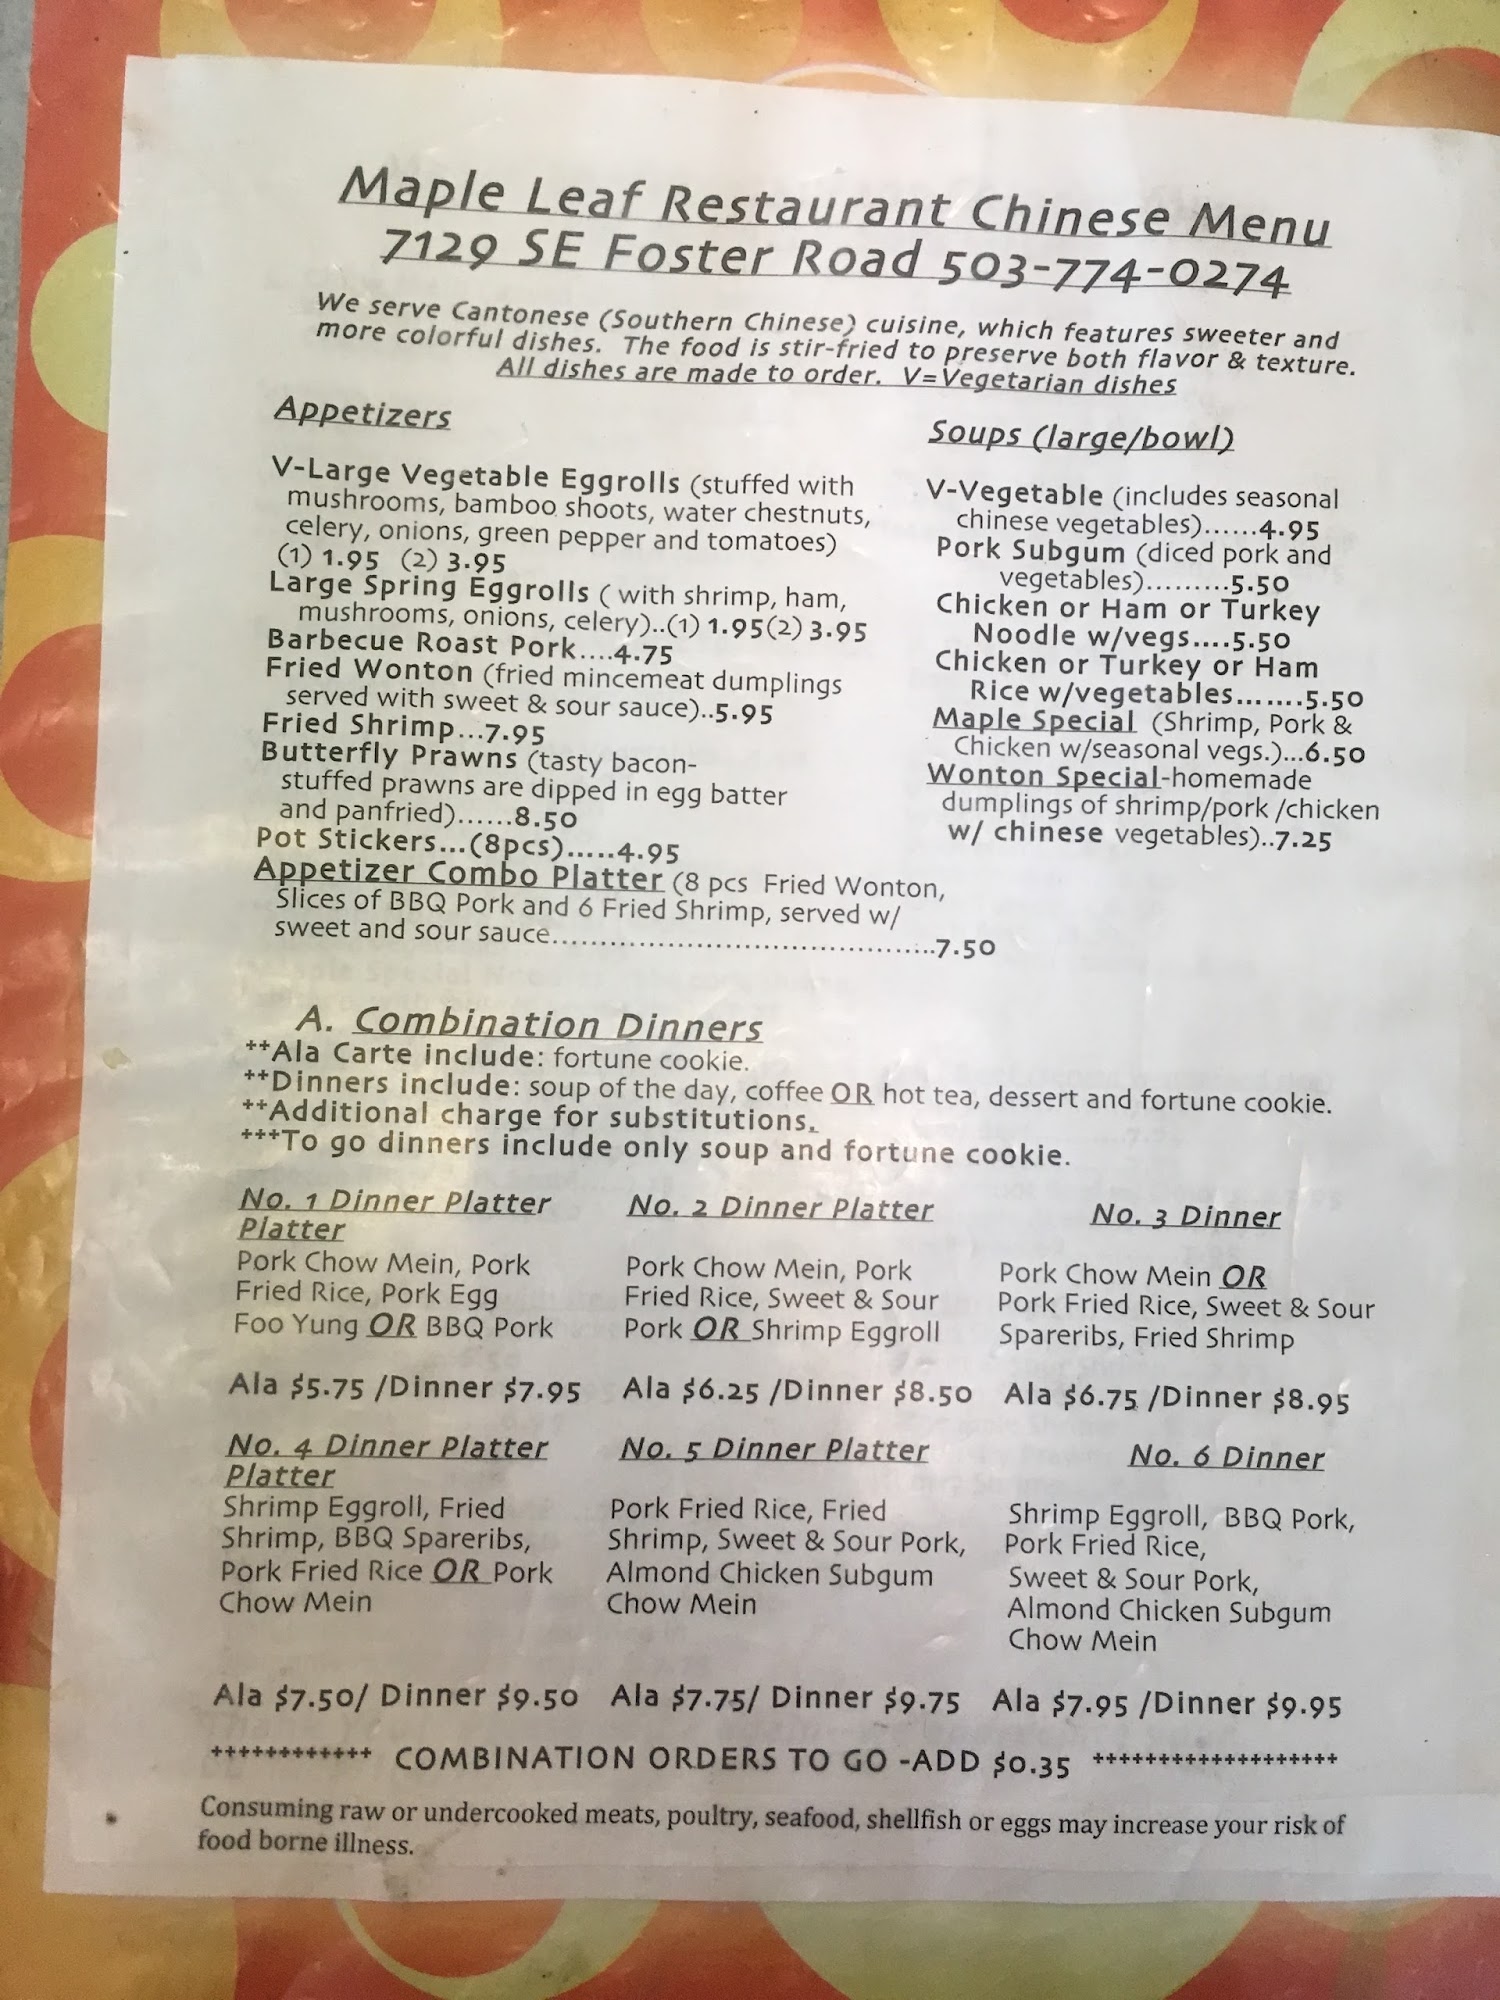 Maple Leaf Restaurant Chinese Menu
7129 SE Foster Road 503-774-0274
We serve Cantonese (Southern Chinese) cuisine, which features sweeter and
more colorful dishes. The food is stir-fried to preserve both flavor & texture.
All dishes are made to order. V=Vegetarian dishes
Appetizers
V-Large Vegetable Eggrolls (stuffed with
mushrooms, bamboo shoots, water chestnuts,
celery, onions, green pepper and tomatoes)
(1) 1.95 (2) 3.95
Large Spring Eggrolls ( with shrimp, ham,
mushrooms, onions, celery)..(1) 1.95(2) 3.95
Barbecue Roast Pork....4.75
Fried Wonton (fried mincemeat dumplings
served with sweet & sour sauce)..5.95
Fried Shrimp...7.95
Butterfly Prawns (tasty bacon-
stuffed prawns are dipped in egg batter
and panfried)......8.50
Pot Stickers...(8pcs).....4.95
Appetizer Combo Platter (8 pcs Fried Wonton,
Slices of BBQ Pork and 6 Fried Shrimp, served w/
sweet and sour sauce.......................................7.50
Soups (large/bowl)
V-Vegetable (includes seasonal
chinese vegetables)......4.95
Pork Subgum (diced pork and
vegetables).........5.50
Chicken or Ham or Turkey
Noodle w/vegs....5.50
Chicken or Turkey or Ham
Rice w/vegetables.......5.50
Maple Special (Shrimp, Pork &
Chicken w/seasonal vegs.)...6.50
Wonton Special-homemade
dumplings of shrimp/pork /chicken
w/ chinese vegetables)..7.25
A. Combination Dinners
++Ala Carte include: fortune cookie.
++Dinners include: soup of the day, coffee OR hot tea, dessert and fortune cookie.
++Additional charge for substitutions.
+++To go dinners include only soup and fortune cookie.
No. 1 Dinner Platter
Platter
Pork Chow Mein, Pork
Fried Rice, Pork Egg
Foo Yung OR BBQ Pork
Ala $5.75 /Dinner $7.95
No. 2 Dinner Platter
Pork Chow Mein, Pork
Fried Rice, Sweet & Sour
Pork OR Shrimp Eggroll
Ala $6.25 /Dinner $8.50
No. 3 Dinner
Pork Chow Mein OR
Pork Fried Rice, Sweet & Sour
Spareribs, Fried Shrimp
Ala $6.75 /Dinner $8.95
No. 4 Dinner Platter
Platter
Shrimp Eggroll, Fried
Shrimp, BBQ Spareribs,
Pork Fried Rice OR Pork
Chow Mein
Ala $7.50/ Dinner $9.50
No. 5 Dinner Platter
Pork Fried Rice, Fried
Shrimp, Sweet & Sour Pork,
Almond Chicken Subgum
Chow Mein
Ala $7.75/ Dinner $9.75
No. 6 Dinner
Shrimp Eggroll, BBQ Pork,
Pork Fried Rice,
Sweet & Sour Pork,
Almond Chicken Subgum
Chow Mein
Ala $7.95 /Dinner $9.95
++++++++++++ COMBINATION ORDERS TO GO -ADD $0.35 +++++++++++++++++++
Consuming raw or undercooked meats, poultry, seafood, shellfish or eggs may increase your risk of
food borne illness.